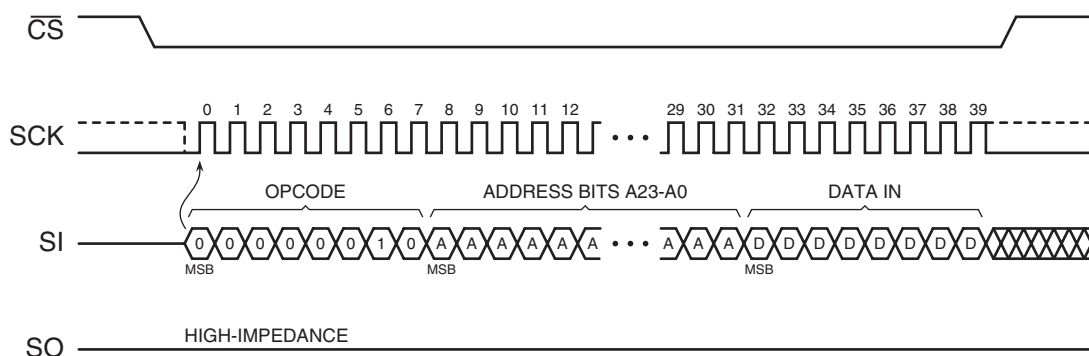 CS
0 1 2 3 4 5 6 7 8 9 10 11 12 29 30 31 32 33 34 35 36 37 38 39
SCK
OPCODE ADDRESS BITS A23-A0 DATA IN
SI 0 0 0 0 0 0 1 0 A A A A A A A A A D D D D D D D D
MSB MSB MSB
HIGH-IMPEDANCE
SO